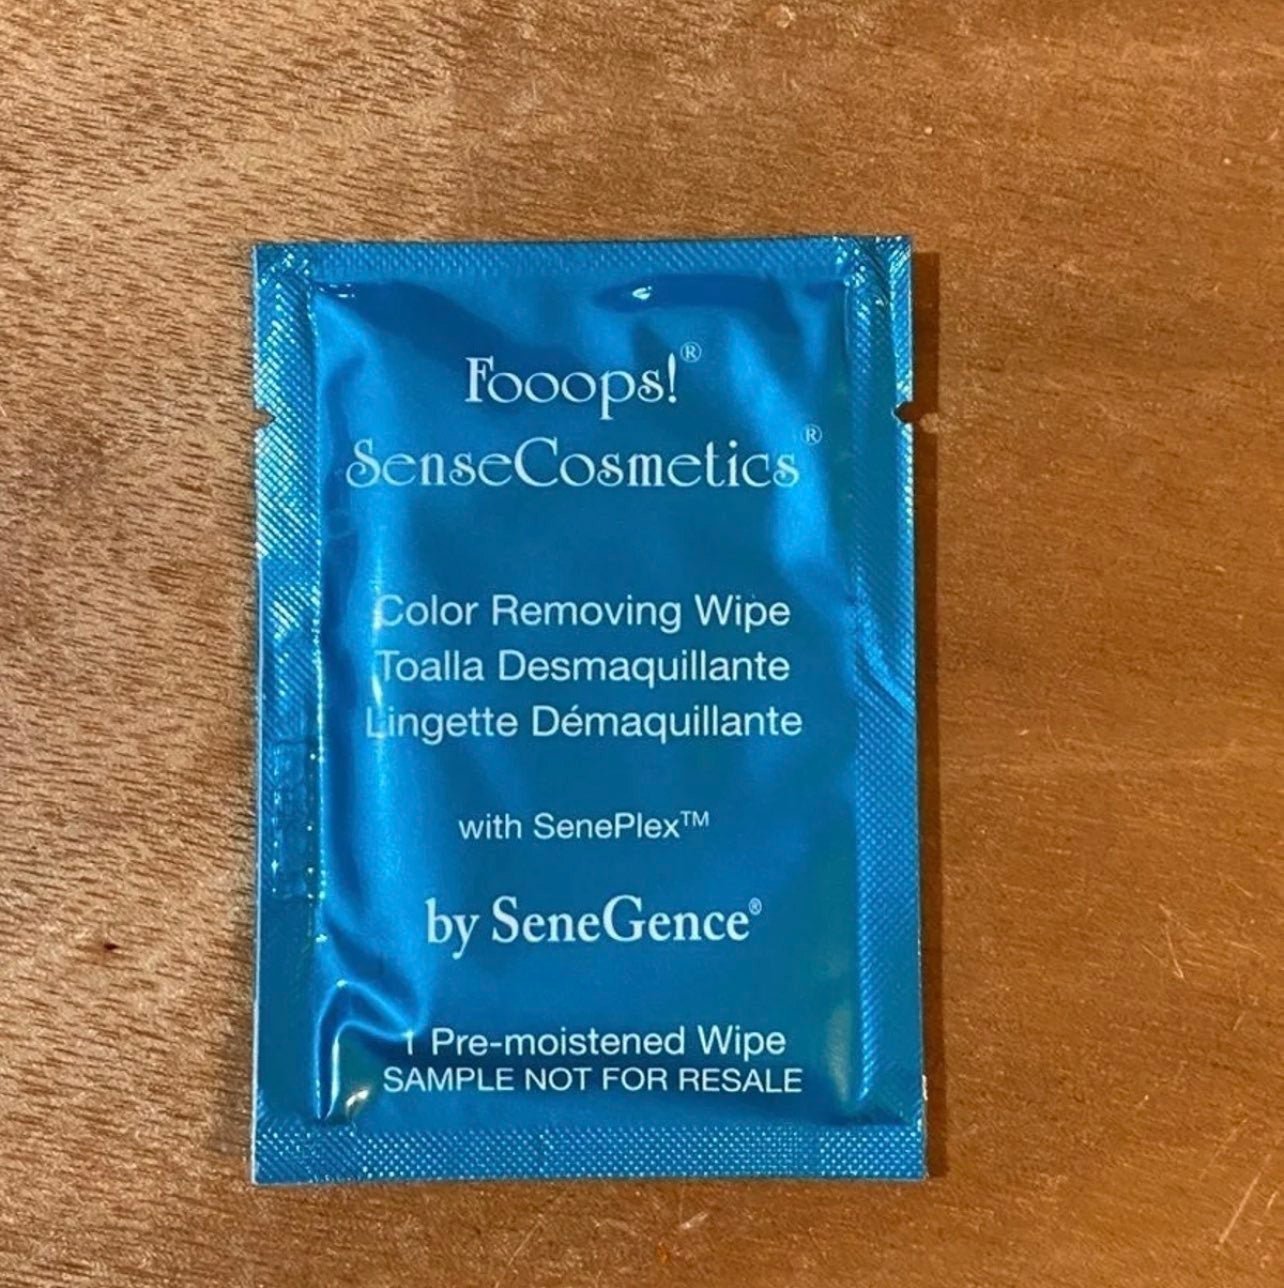 Fooops!®
SenseCosmetics®
Color Removing Wipe
Toalla Desmaquillante
Lingette Démaquillante
with SenePlex™
by SeneGence®
1 Pre-moistened Wipe
SAMPLE NOT FOR RESALE